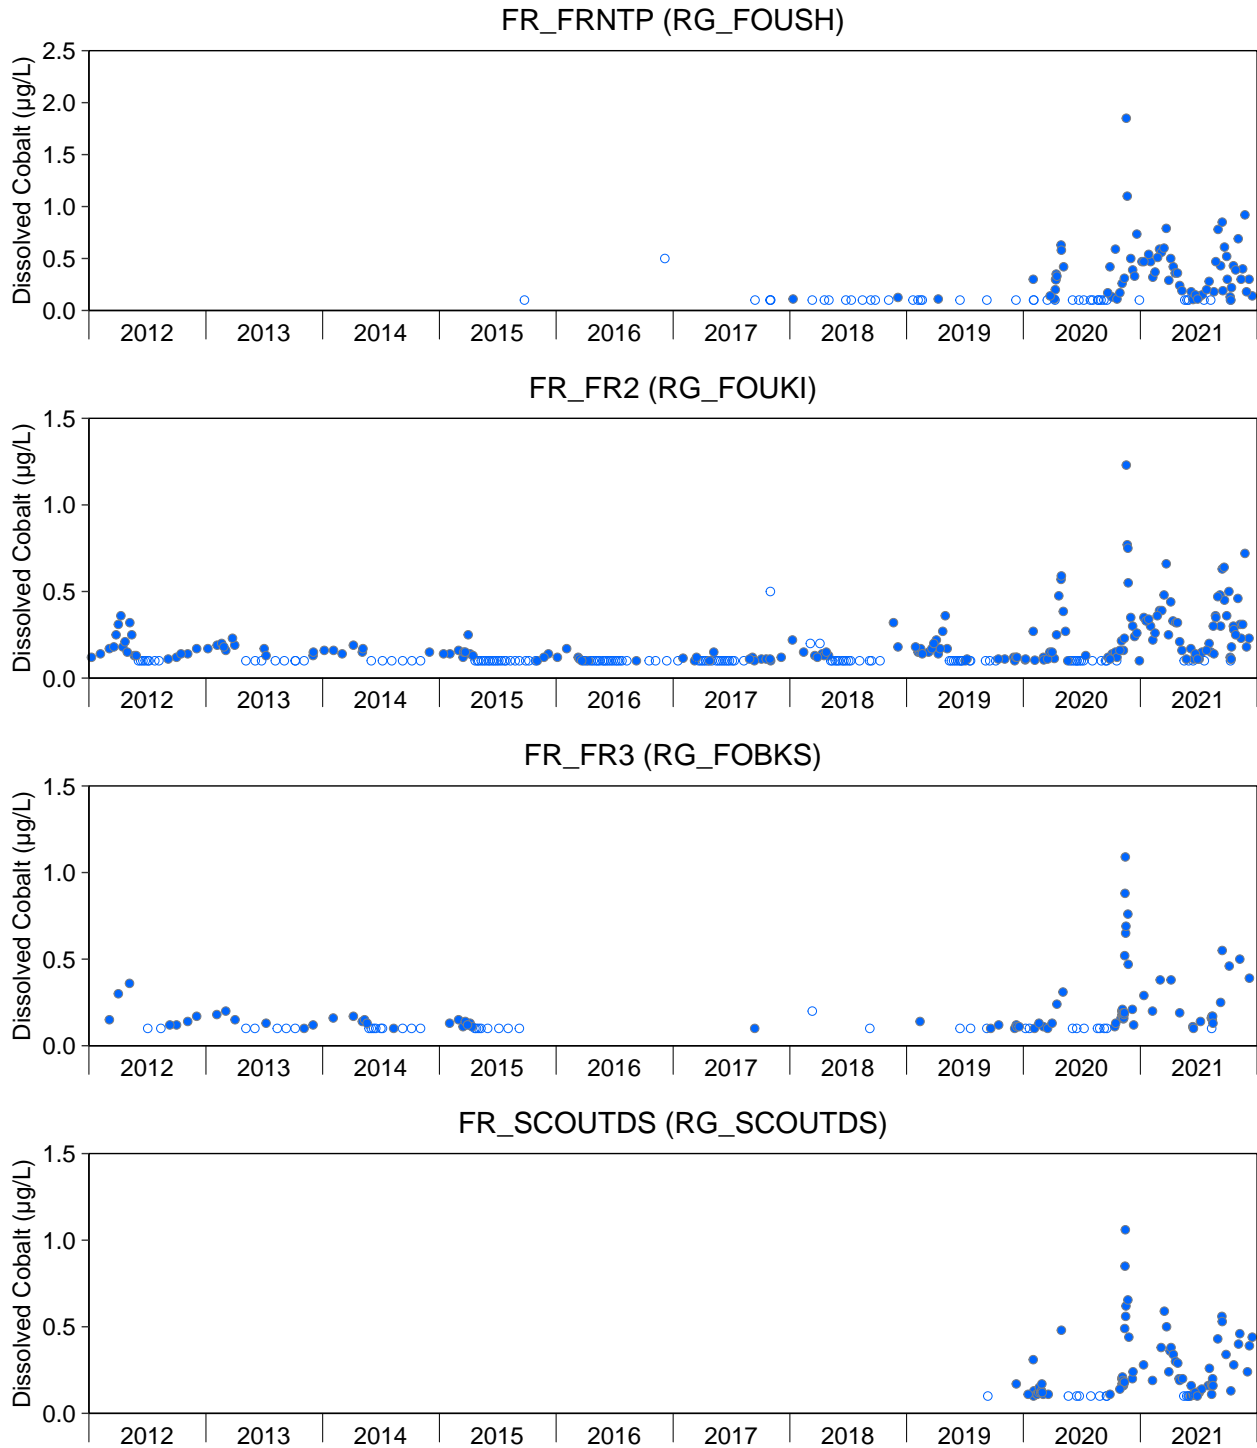 FR_FRNTP (RG_FOUSH)
Dissolved Cobalt (µg/L)
2.5
2.0
1.5
1.0
0.5
0.0
2012 2013 2014 2015 2016 2017 2018 2019 2020 2021
FR_FR2 (RG_FOUKI)
Dissolved Cobalt (µg/L)
1.5
1.0
0.5
0.0
2012 2013 2014 2015 2016 2017 2018 2019 2020 2021
FR_FR3 (RG_FOBKS)
Dissolved Cobalt (µg/L)
1.5
1.0
0.5
0.0
2012 2013 2014 2015 2016 2017 2018 2019 2020 2021
FR_SCOUTDS (RG_SCOUTDS)
Dissolved Cobalt (µg/L)
1.5
1.0
0.5
0.0
2012 2013 2014 2015 2016 2017 2018 2019 2020 2021